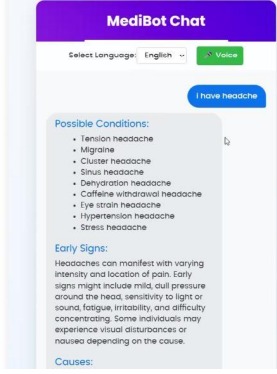 MediBot Chat
Select Language: English Voice
i have headche
Possible Conditions:
• Tension headache
• Migraine
• Cluster headache
• Sinus headache
• Dehydration headache
• Caffeine withdrawal headache
• Eye strain headache
• Hypertension headache
• Stress headache
Early Signs:
Headaches can manifest with varying
intensity and location of pain. Early
signs might include mild, dull pressure
around the head, sensitivity to light or
sound, fatigue, irritability, and difficulty
concentrating. Some individuals may
experience visual disturbances or
nausea depending on the cause.
Causes: